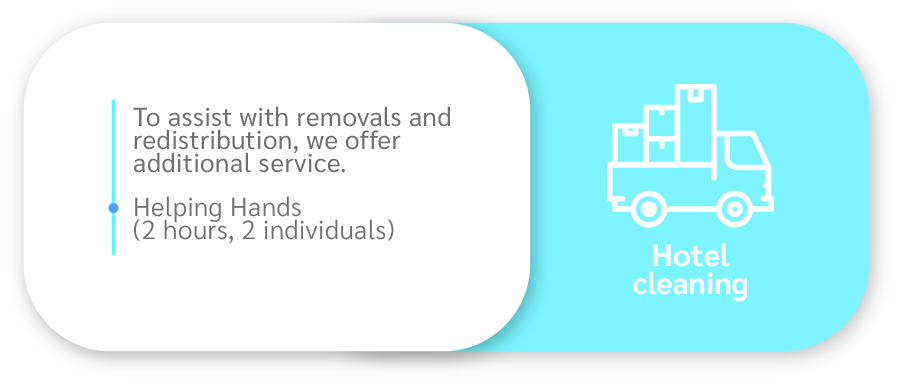 To assist with removals and
redistribution, we offer
additional service.
Helping Hands
(2 hours, 2 individuals)
Hotel
cleaning